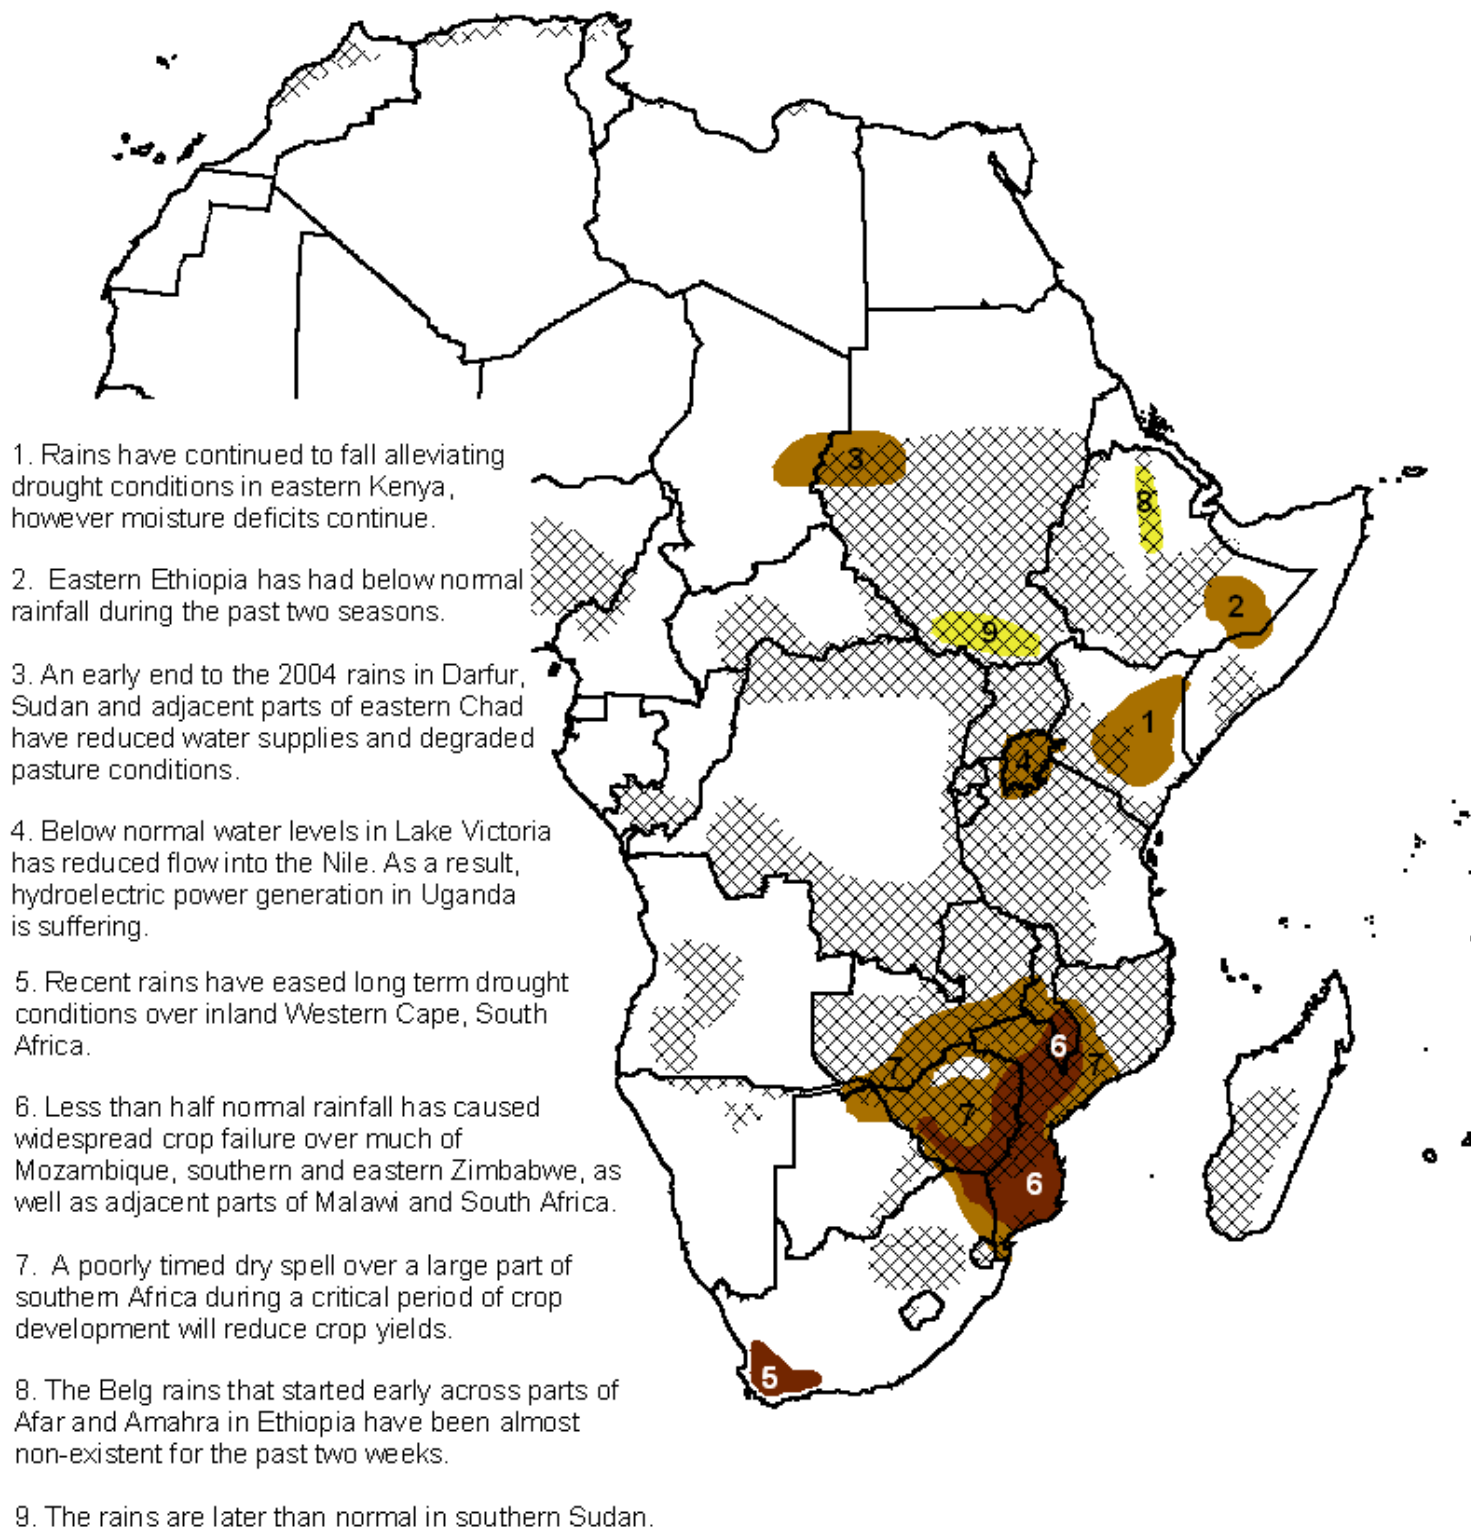 1. Rains have continued to fall alleviating
drought conditions in eastern Kenya,
however moisture deficits continue.
2. Eastern Ethiopia has had below normal
rainfall during the past two seasons.
3. An early end to the 2004 rains in Darfur,
Sudan and adjacent parts of eastern Chad
have reduced water supplies and degraded
pasture conditions.
4. Below normal water levels in Lake Victoria
has reduced flow into the Nile. As a result,
hydroelectric power generation in Uganda
is suffering.
5. Recent rains have eased long term drought
conditions over inland Western Cape, South
Africa.
6. Less than half normal rainfall has caused
widespread crop failure over much of
Mozambique, southern and eastern Zimbabwe, as
well as adjacent parts of Malawi and South Africa.
7. A poorly timed dry spell over a large part of
southern Africa during a critical period of crop
development will reduce crop yields.
8. The Belg rains that started early across parts of
Afar and Amahra in Ethiopia have been almost
non-existent for the past two weeks.
9. The rains are later than normal in southern Sudan.
3
8
2
9
1
4
6
7
7
7
6
5